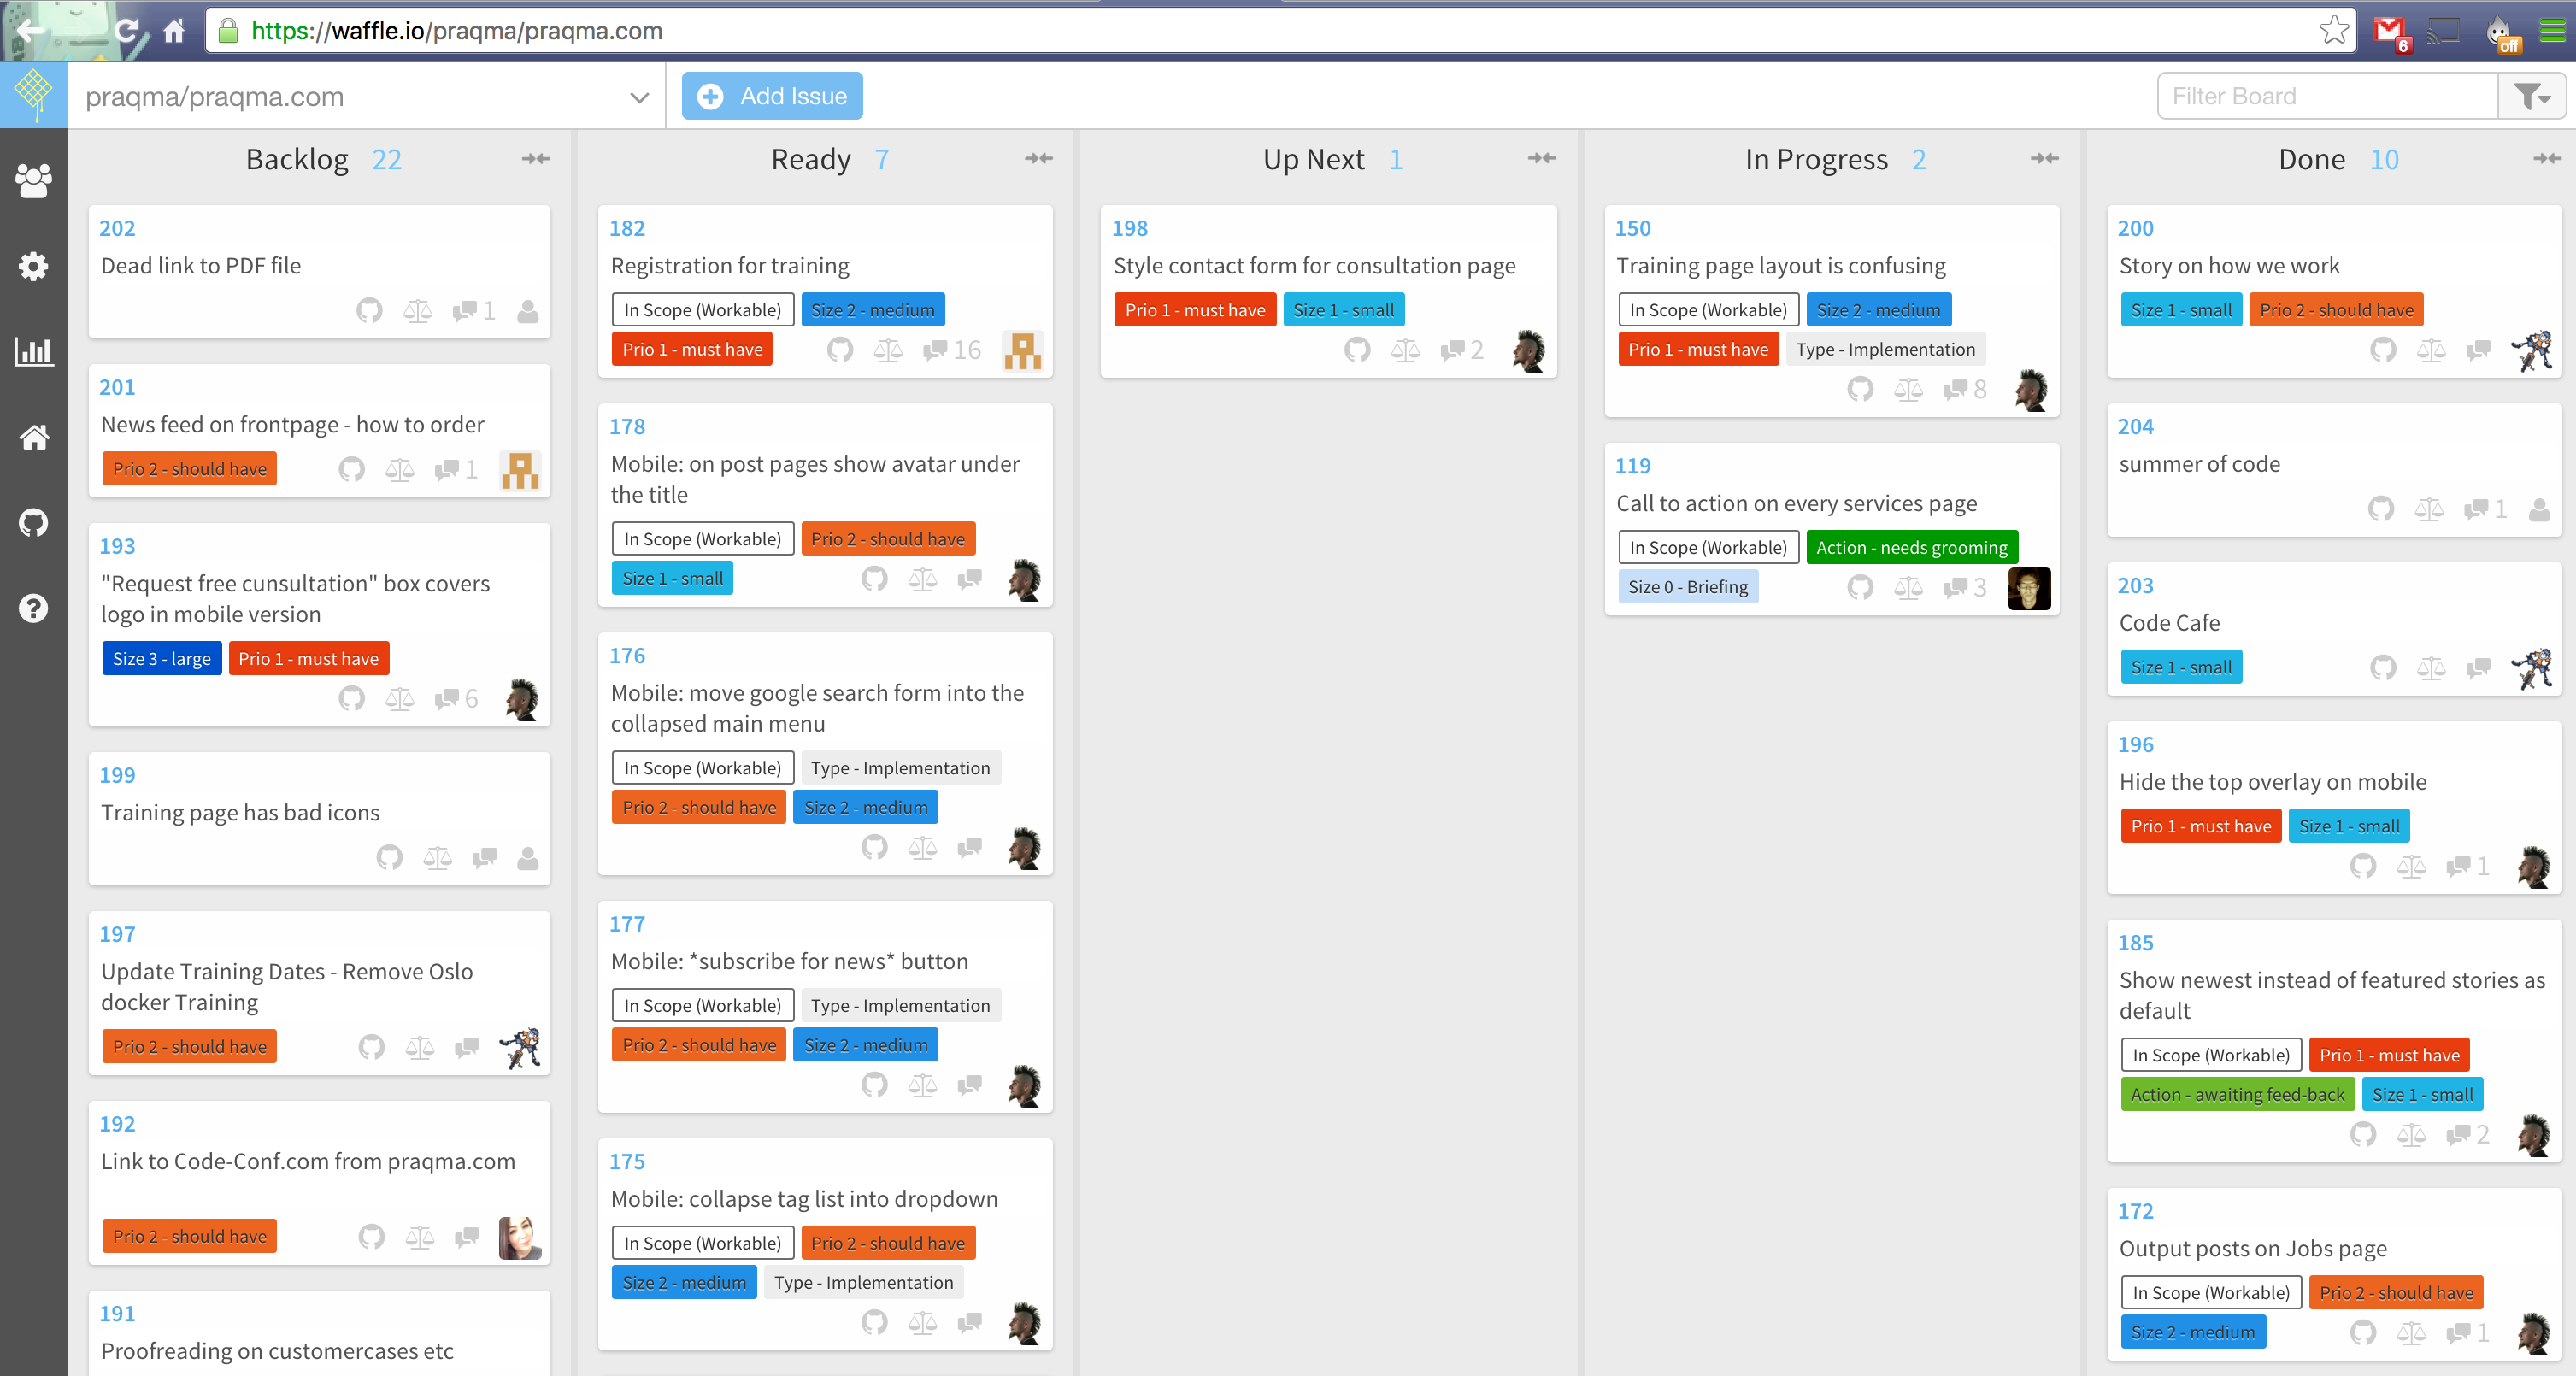 https://waffle.io/praqma/praqma.com
6
off
praqma/praqma.com
Add Issue
Filter Board
Backlog 22
202
Dead link to PDF file
1
201
News feed on frontpage - how to order
Prio 2 - should have
1
193
"Request free cunsultation" box covers
logo in mobile version
Size 3 - large
Prio 1 - must have
6
199
Training page has bad icons
197
Update Training Dates - Remove Oslo
docker Training
Prio 2 - should have
192
Link to Code-Conf.com from praqma.com
Prio 2 - should have
191
Proofreading on customercases etc
Ready 7
182
Registration for training
In Scope (Workable)
Size 2 - medium
Prio 1 - must have
16
178
Mobile: on post pages show avatar under
the title
In Scope (Workable)
Prio 2 - should have
Size 1 - small
176
Mobile: move google search form into the
collapsed main menu
In Scope (Workable)
Type - Implementation
Prio 2 - should have
Size 2 - medium
177
Mobile: *subscribe for news* button
In Scope (Workable)
Type - Implementation
Prio 2 - should have
Size 2 - medium
175
Mobile: collapse tag list into dropdown
In Scope (Workable)
Prio 2 - should have
Size 2 - medium
Type - Implementation
Up Next 1
198
Style contact form for consultation page
Prio 1 - must have
Size 1 - small
2
In Progress 2
150
Training page layout is confusing
In Scope (Workable)
Size 2 - medium
Prio 1 - must have
Type - Implementation
8
119
Call to action on every services page
In Scope (Workable)
Action - needs grooming
Size 0 - Briefing
3
Done 10
200
Story on how we work
Size 1 - small
Prio 2 - should have
204
summer of code
1
203
Code Cafe
Size 1 - small
196
Hide the top overlay on mobile
Prio 1 - must have
Size 1 - small
1
185
Show newest instead of featured stories as
default
In Scope (Workable)
Prio 1 - must have
Action - awaiting feed-back
Size 1 - small
2
172
Output posts on Jobs page
In Scope (Workable)
Prio 2 - should have
Size 2 - medium
1